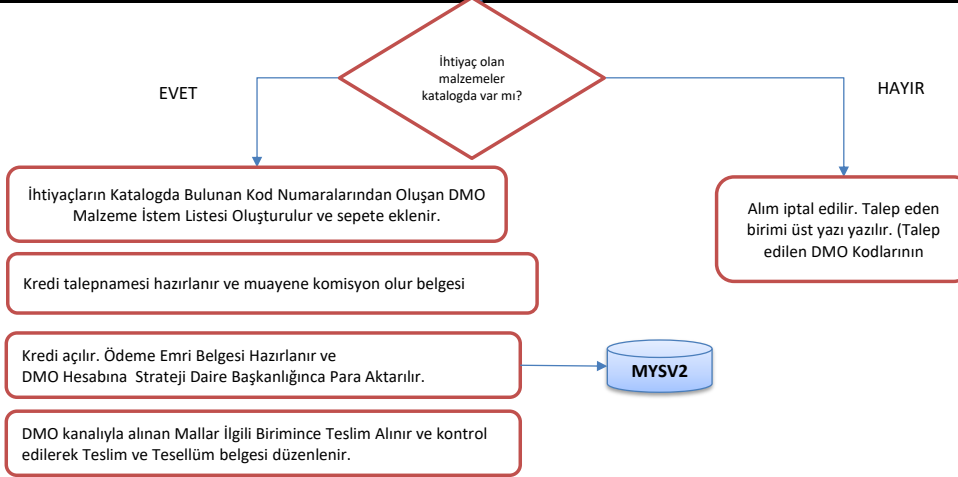 İhtiyaç olan
malzemeler
katalogda var mı?
EVET
HAYIR
İhtiyaçların Katalogda Bulunan Kod Numaralarından Oluşan DMO
Malzeme İstem Listesi Oluşturulur ve sepete eklenir.
Alım iptal edilir. Talep eden
birimi üst yazı yazılır. (Talep
edilen DMO Kodlarının
Kredi talepnamesi hazırlanır ve muayene komisyon olur belgesi
Kredi açılır. Ödeme Emri Belgesi Hazırlanır ve
DMO Hesabına Strateji Daire Başkanlığınca Para Aktarılır.
MYSV2
DMO kanalıyla alınan Mallar İlgili Birimince Teslim Alınır ve kontrol
edilerek Teslim ve Tesellüm belgesi düzenlenir.